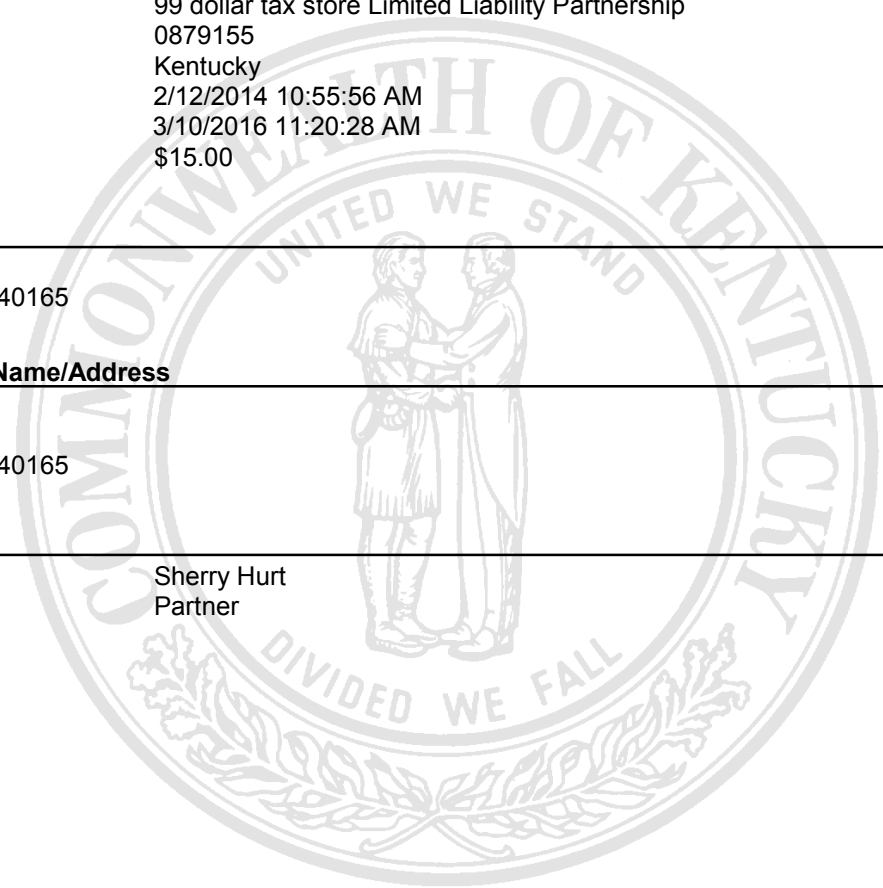 99 dollar tax store Limited Liability Partnership
0879155
Kentucky
2/12/2014 10:55:56 AM
3/10/2016 11:20:28 AM
$15.00
40165
Name/Address
40165
Sherry Hurt
Partner
COMMONWEALTH OF KENTUCKY
UNITED WE STAND
DIVIDED WE FALL